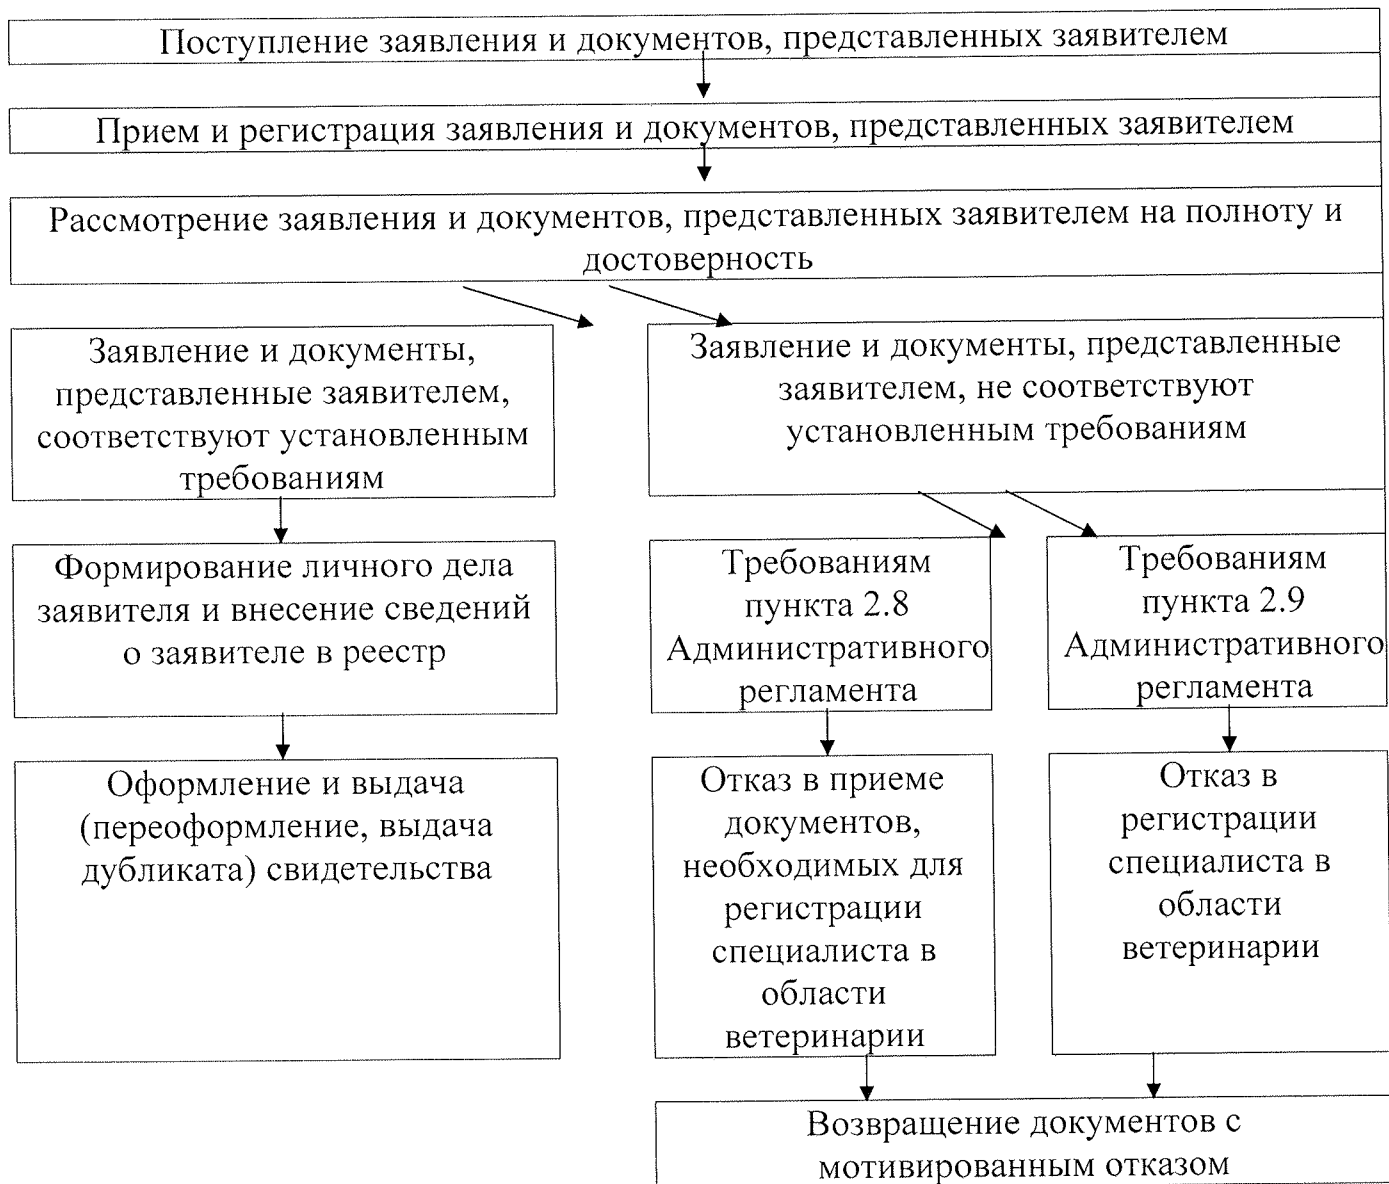 Поступление заявления и документов, представленных заявителем
Прием и регистрация заявления и документов, представленных заявителем
Рассмотрение заявления и документов, представленных заявителем на полноту и
достоверность
Заявление и документы,
представленные заявителем,
соответствуют установленным
требованиям
Заявление и документы, представленные
заявителем, не соответствуют
установленным требованиям
Формирование личного дела
заявителя и внесение сведений
о заявителе в реестр
Требованиям
пункта 2.8
Административного
регламента
Требованиям
пункта 2.9
Административного
регламента
Оформление и выдача
(переоформление, выдача
дубликата) свидетельства
Отказ в приеме
документов,
необходимых для
регистрации
специалиста в
области
ветеринарии
Отказ в
регистрации
специалиста в
области
ветеринарии
Возвращение документов с
мотивированным отказом